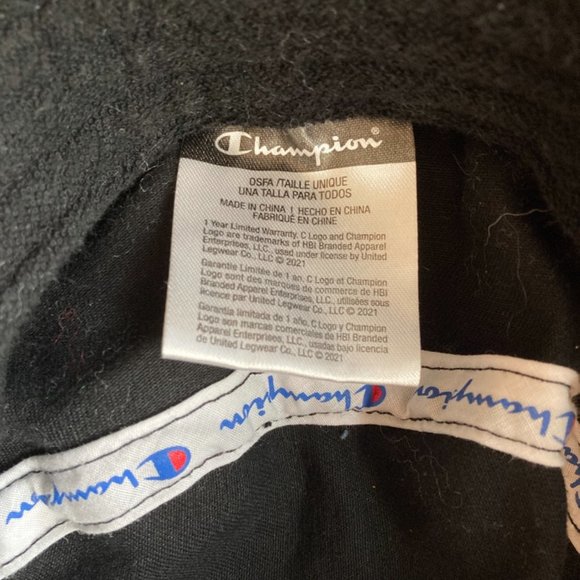 Champion®
OSFA /TAILLE UNIQUE
UNA TALLA PARA TODOS
MADE IN CHINA | HECHO EN CHINA
FABRIQUÉ EN CHINE
1 Year Limited Warranty. C Logo and Champion
Logo are trademarks of HBI Branded Apparel
Enterprises, LLC., used under license by United
Legwear Co., LLC ©2021
Garantie Limitée de 1 an. C Logo et Champion
Logo sont des marques de commerce de HBI
Branded Apparel Enterprises, LLC., utilisées sous
licence par United Legwear Co., LLC ©2021
Garantía limitada de 1 año. C Logo y Champion
Logo son marcas comerciales de HBI Branded
Apparel Enterprises, LLC., usadas bajo licencia
de United Legwear Co., LLC ©2021
Champion
Champion
Champion
Cha